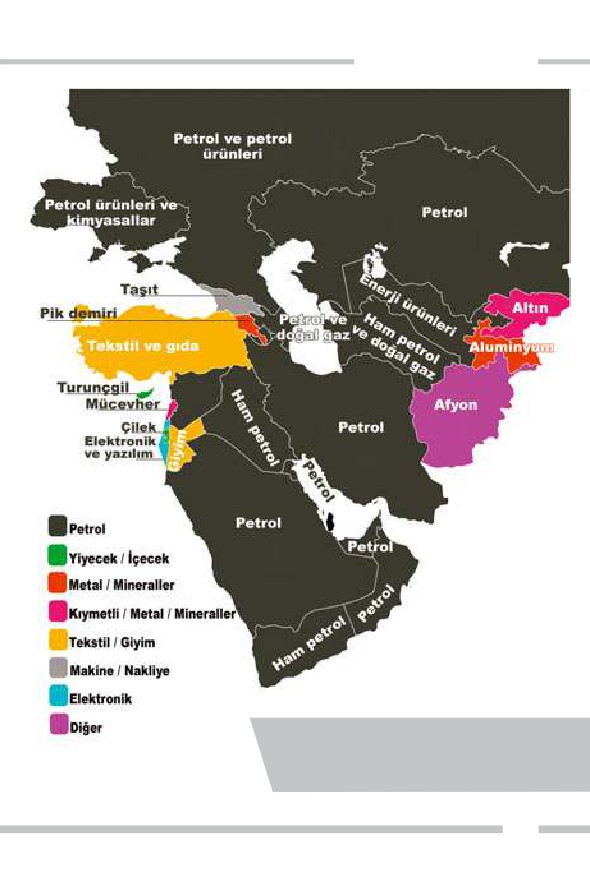 Petrol ve petrol
ürünleri
Petrol ürünleri ve
kimyasallar
Petrol
Taşıt
Enerji ürünleri
Altın
Pik demiri
Petrol ve
doğal gaz
Ham petrol
ve doğal gaz
Tekstil ve gıda
Aluminyum
Turunçgil
Mücevher
Afyon
Çilek
Elektronik
ve yazılım
Giyim
Ham petrol
Petrol
Petrol
Petrol
Petrol
Ham petrol
Petrol
Petrol
Yiyecek / İçecek
Metal / Mineraller
Kıymetli / Metal / Mineraller
Tekstil / Giyim
Makine / Nakliye
Elektronik
Diğer